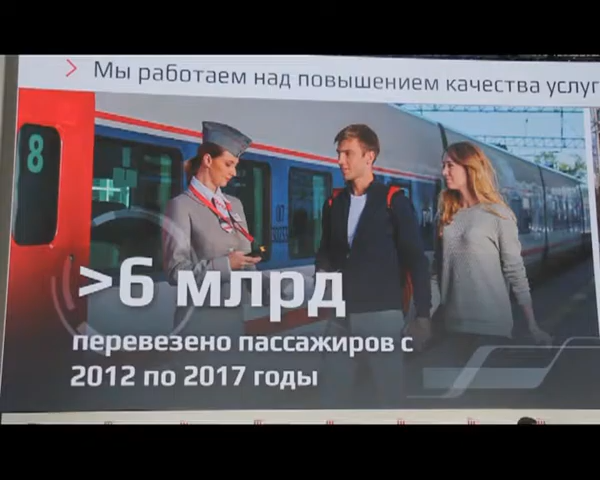 Мы работаем над повышением качества услуг
8
>6 млрд
перевезено пассажиров с
2012 по 2017 годы